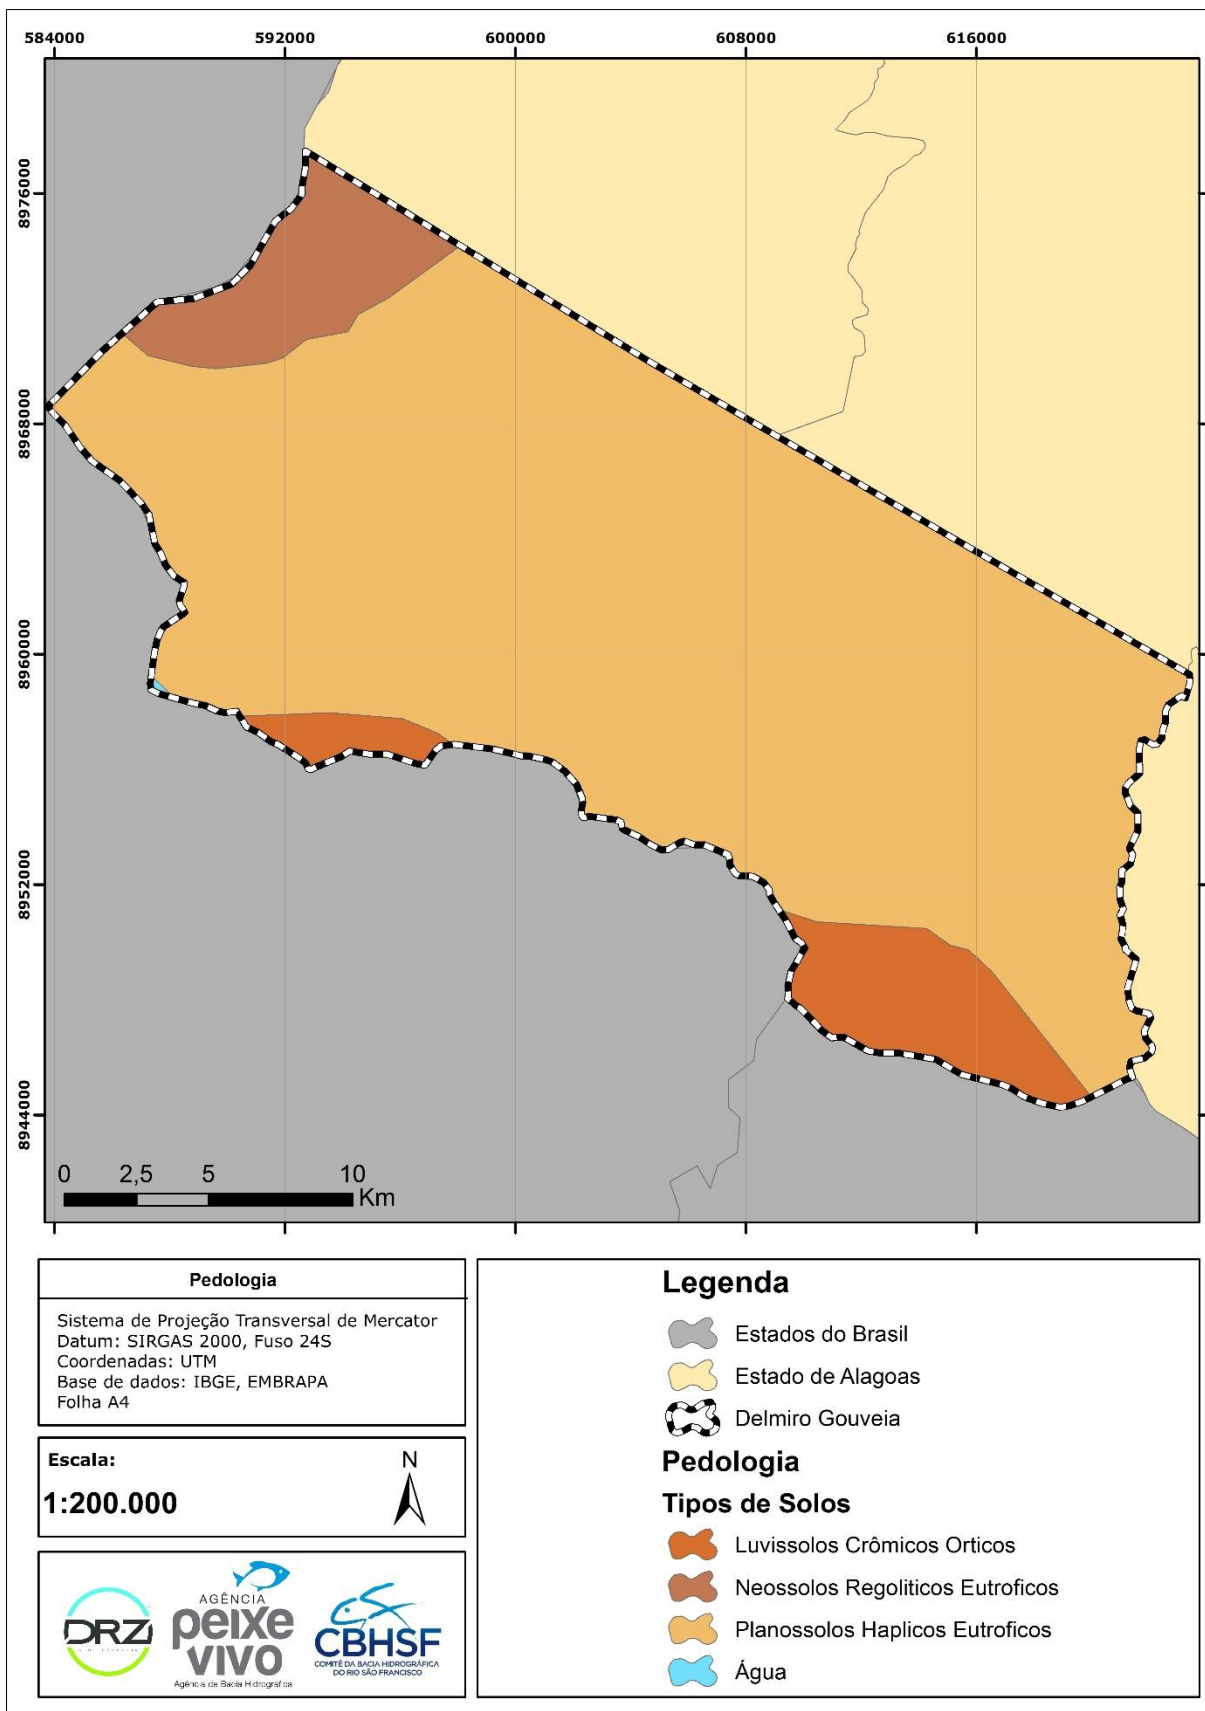 584000
592000
600000
608000
616000
8976000
8968000
8960000
8952000
8944000
0
2,5
5
10
Km
Pedologia
Sistema de Projeção Transversal de Mercator
Datum: SIRGAS 2000, Fuso 24S
Coordenadas: UTM
Base de dados: IBGE, EMBRAPA
Folha A4
Escala:
1:200.000
N
DRZ
AGÊNCIA
peixe
vivo
Agência de Bacia Hidrográfica
CBHSF
COMITÊ DA BACIA HIDROGRÁFICA
DO RIO SÃO FRANCISCO
Legenda
Estados do Brasil
Estado de Alagoas
Delmiro Gouveia
Pedologia
Tipos de Solos
Luvissolos Crômicos Orticos
Neossolos Regoliticos Eutroficos
Planossolos Haplicos Eutroficos
Água